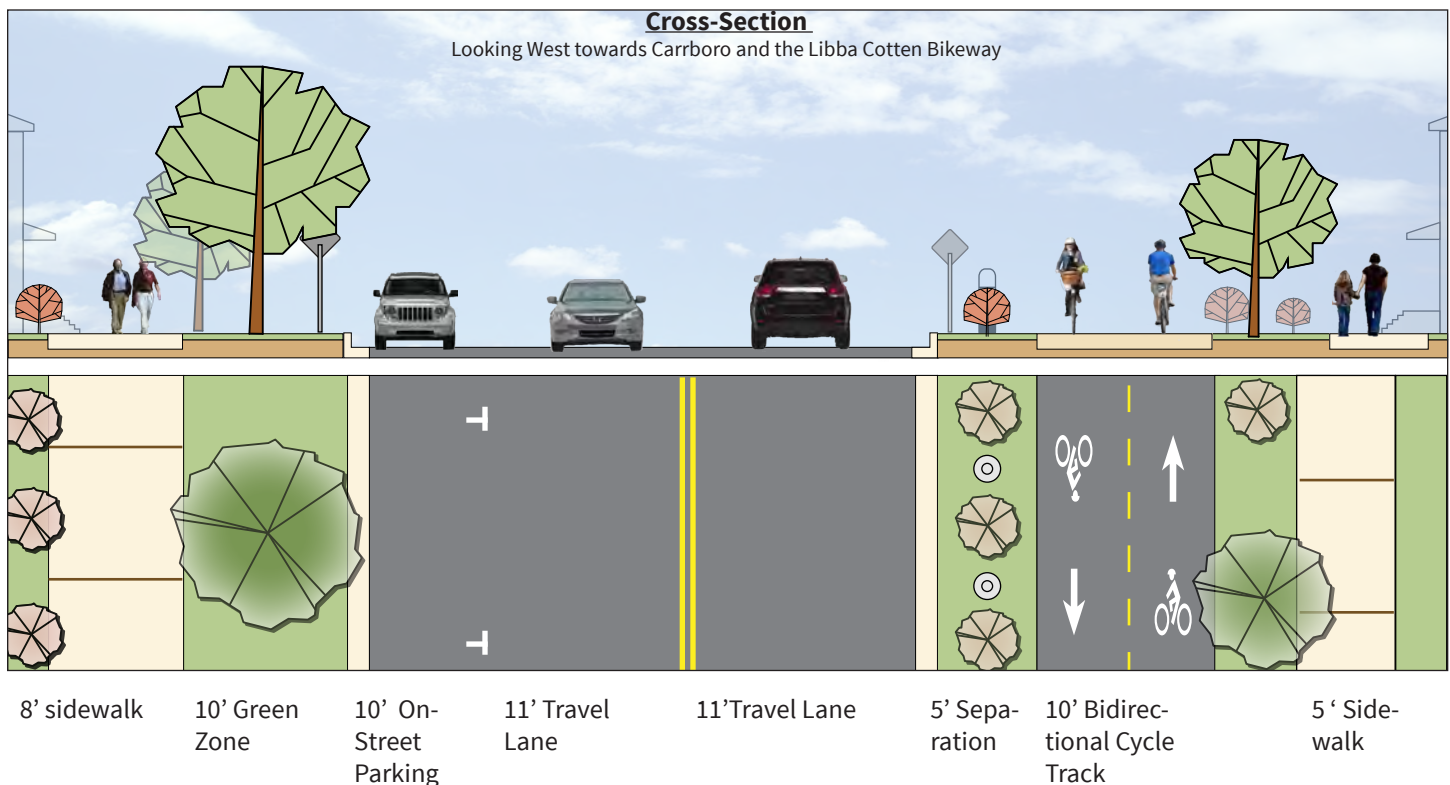 Cross-Section
Looking West towards Carrboro and the Libba Cotten Bikeway
8’ sidewalk
10’ Green
Zone
10’ On-
Street
Parking
11’ Travel
Lane
11’Travel Lane
5’ Sepa-
ration
10’ Bidirec-
tional Cycle
Track
5 ‘ Side-
walk